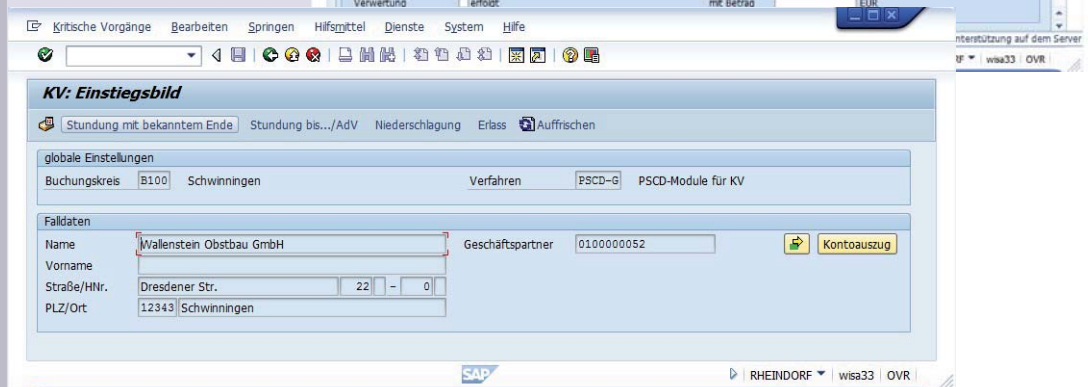 Verwertung erfolgt mit Betrag EUR
Kritische Vorgänge Bearbeiten Springen Hilfsmittel Dienste System Hilfe
nterstützung auf dem Server
RF wisa33 OVR
KV: Einstiegsbild
Stundung mit bekanntem Ende Stundung bis.../AdV Niederschlagung Erlass Auffrischen
globale Einstellungen
Buchungskreis B100 Schwinningen Verfahren PSCD-G PSCD-Module für KV
Falldaten
Name Wallenstein Obstbau GmbH Geschäftspartner 0100000052 Kontoauszug
Vorname
Straße/HNr. Dresdener Str. 22 - 0
PLZ/Ort 12343 Schwinningen
SAP RHEINDORF wisa33 OVR